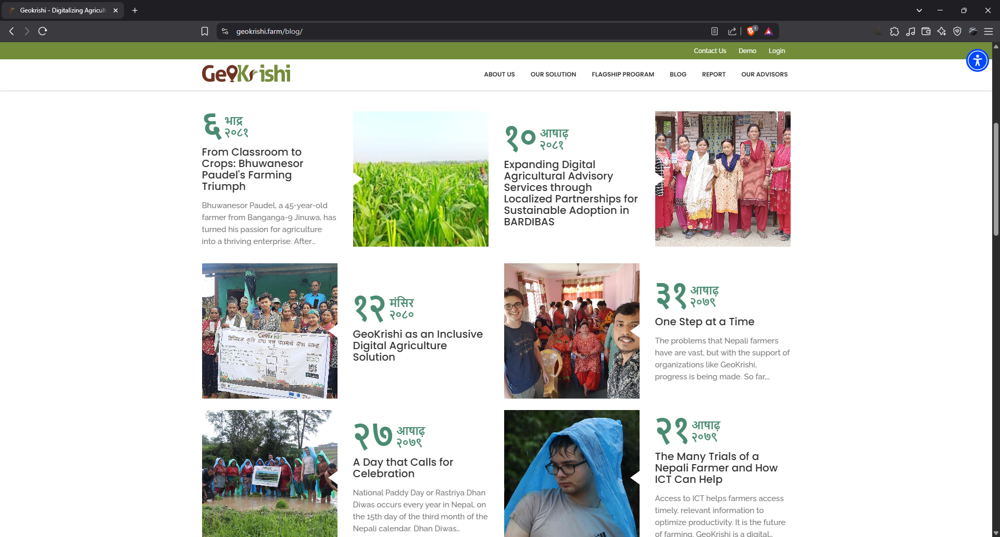 Geokrishi - Digitalizing Agricult
geokrishi.farm/blog/
1
Contact Us
Demo
Login
GeoKrishi
ABOUT US
OUR SOLUTION
FLAGSHIP PROGRAM
BLOG
REPORT
OUR ADVISORS
६ भाद्र
२०८१
From Classroom to
Crops: Bhuwanesor
Paudel's Farming
Triumph
Bhuwanesor Paudel, a 45-year-old
farmer from Banganga-9 Jinuwa, has
turned his passion for agriculture
into a thriving enterprise. After...
१० आषाढ़
२०८१
Expanding Digital
Agricultural Advisory
Services through
Localized Partnerships for
Sustainable Adoption in
BARDIBAS
GeoKrishi
डिजिटल कृषि तथा पशु परामर्श सेवा केन्द्र
१२ मंसिर
२०८०
GeoKrishi as an Inclusive
Digital Agriculture
Solution
३१ आषाढ़
२०७९
One Step at a Time
The problems that Nepali farmers
have are vast, but with the support of
organizations like GeoKrishi,
progress is being made. So far,...
२७ आषाढ़
२०७९
A Day that Calls for
Celebration
National Paddy Day or Rastriya Dhan
Diwas occurs every year in Nepal, on
the 15th day of the third month of the
Nepali calendar. Dhan Diwas...
२१ आषाढ़
२०७९
The Many Trials of a
Nepali Farmer and How
ICT Can Help
Access to ICT helps farmers access
timely, relevant information to
optimize productivity. It is the future
of farming. GeoKrishi is a digital...